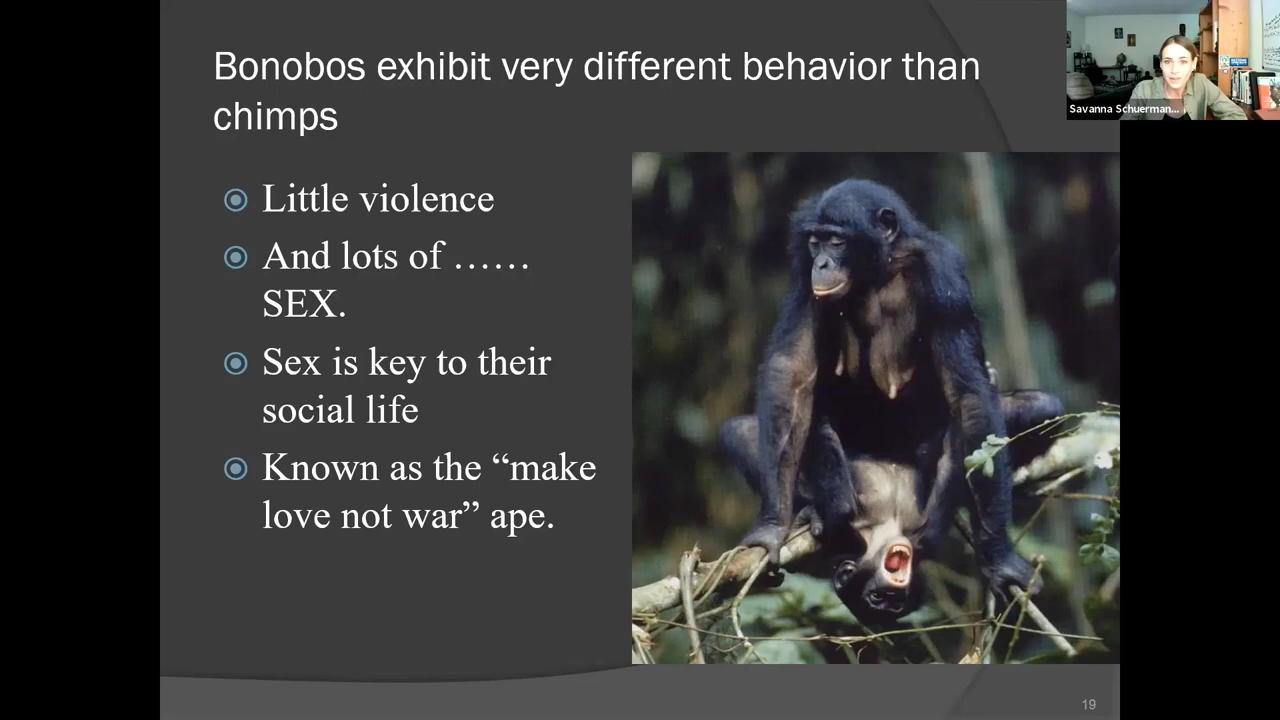 Bonobos exhibit very different behavior than
chimps
Savanna Schuerman...
Little violence
And lots of ……
SEX.
Sex is key to their
social life
Known as the “make
love not war” ape.
19